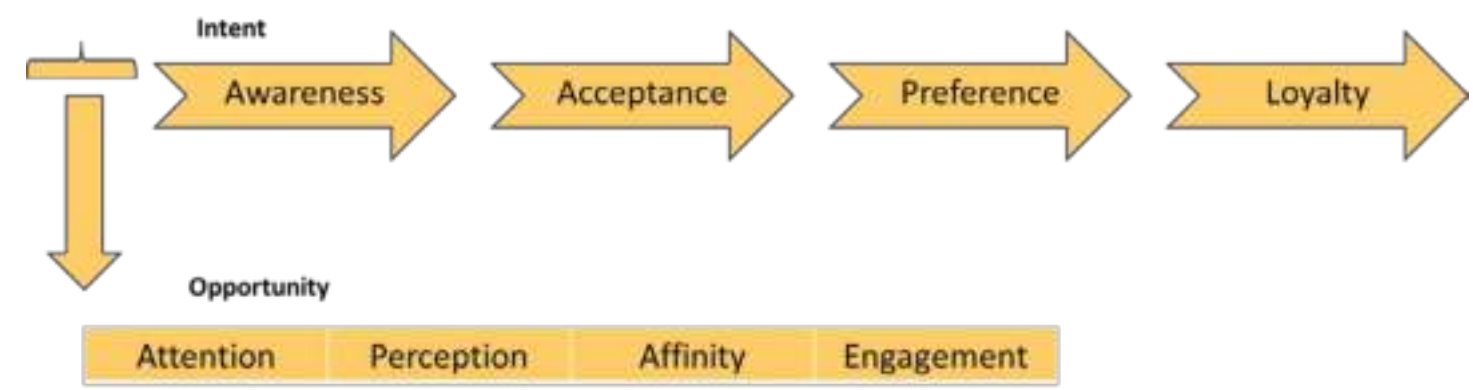 Intent
Awareness Acceptance Preference Loyalty
Opportunity
Attention Perception Affinity Engagement